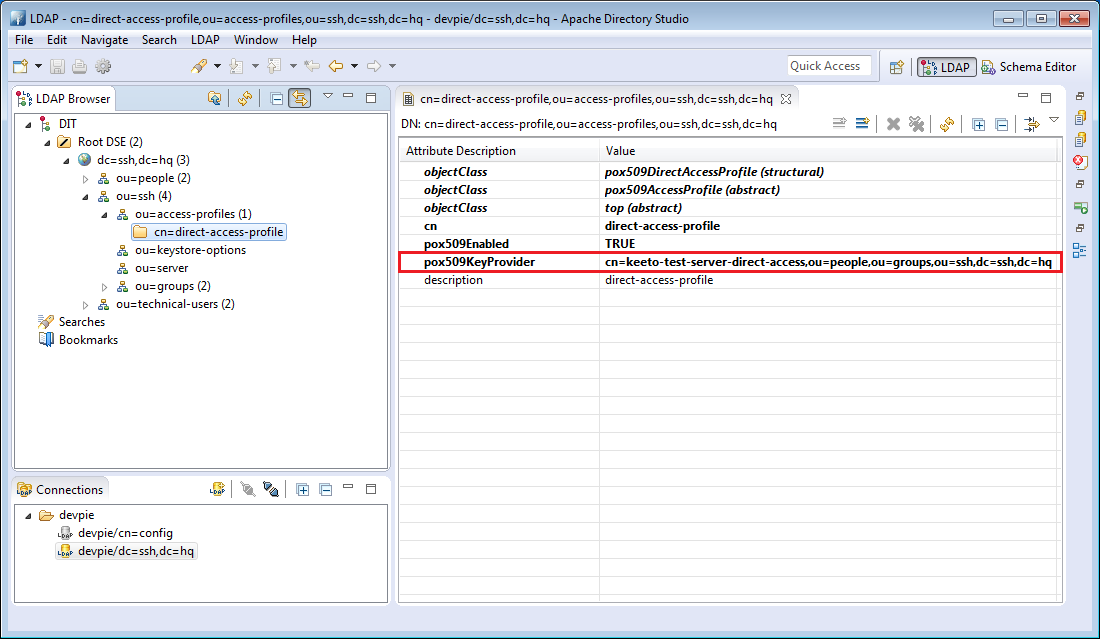 LDAP - cn=direct-access-profile,ou=access-profiles,ou=ssh,dc=ssh,dc=hq - devpie/dc=ssh,dc=hq - Apache Directory Studio
File Edit Navigate Search LDAP Window Help
Quick Access LDAP Schema Editor
LDAP Browser
DIT
Root DSE (2)
dc=ssh,dc=hq (3)
ou=people (2)
ou=ssh (4)
ou=access-profiles (1)
cn=direct-access-profile
ou=keystore-options
ou=server
ou=groups (2)
ou=technical-users (2)
Searches
Bookmarks
Connections
devpie
devpie/cn=config
devpie/dc=ssh,dc=hq
cn=direct-access-profile,ou=access-profiles,ou=ssh,dc=ssh,dc=hq
DN: cn=direct-access-profile,ou=access-profiles,ou=ssh,dc=ssh,dc=hq
Attribute Description Value
objectClass pox509DirectAccessProfile (structural)
objectClass pox509AccessProfile (abstract)
objectClass top (abstract)
cn direct-access-profile
pox509Enabled TRUE
pox509KeyProvider cn=keeto-test-server-direct-access,ou=people,ou=groups,ou=ssh,dc=ssh,dc=hq
description direct-access-profile